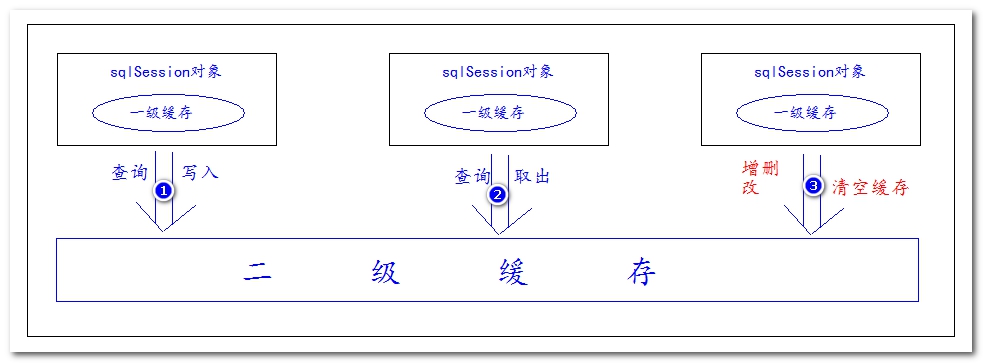 sqlSession对象
一级缓存
sqlSession对象
一级缓存
sqlSession对象
一级缓存
查询
1
写入
查询
2
取出
增删
改
3
清空缓存
二级缓存